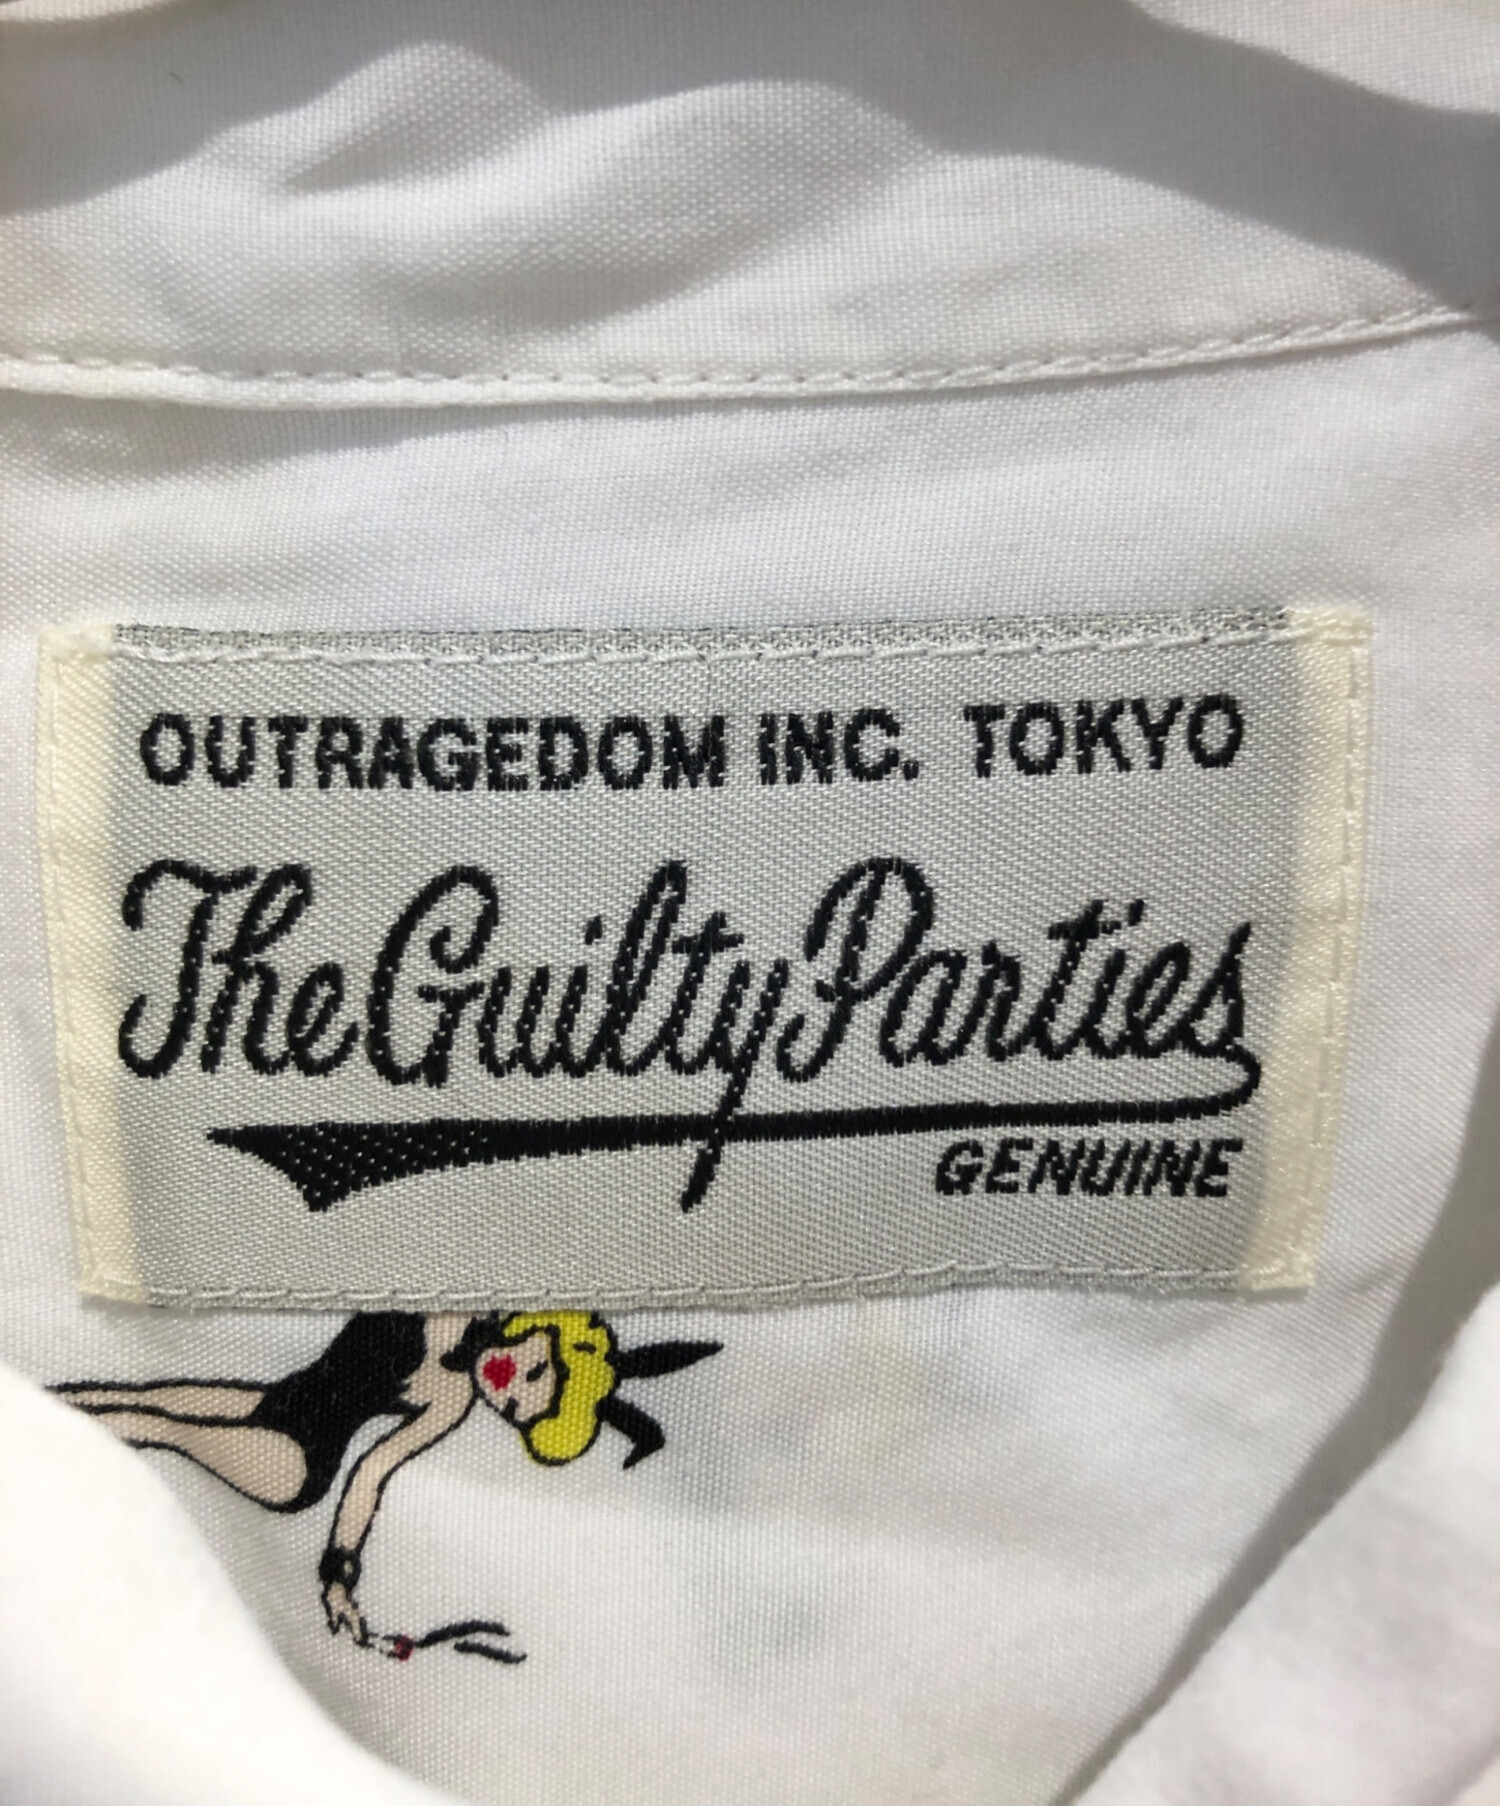 OUTRAGEDOM INC. TOKYO
The Guilty Parties
GENUINE